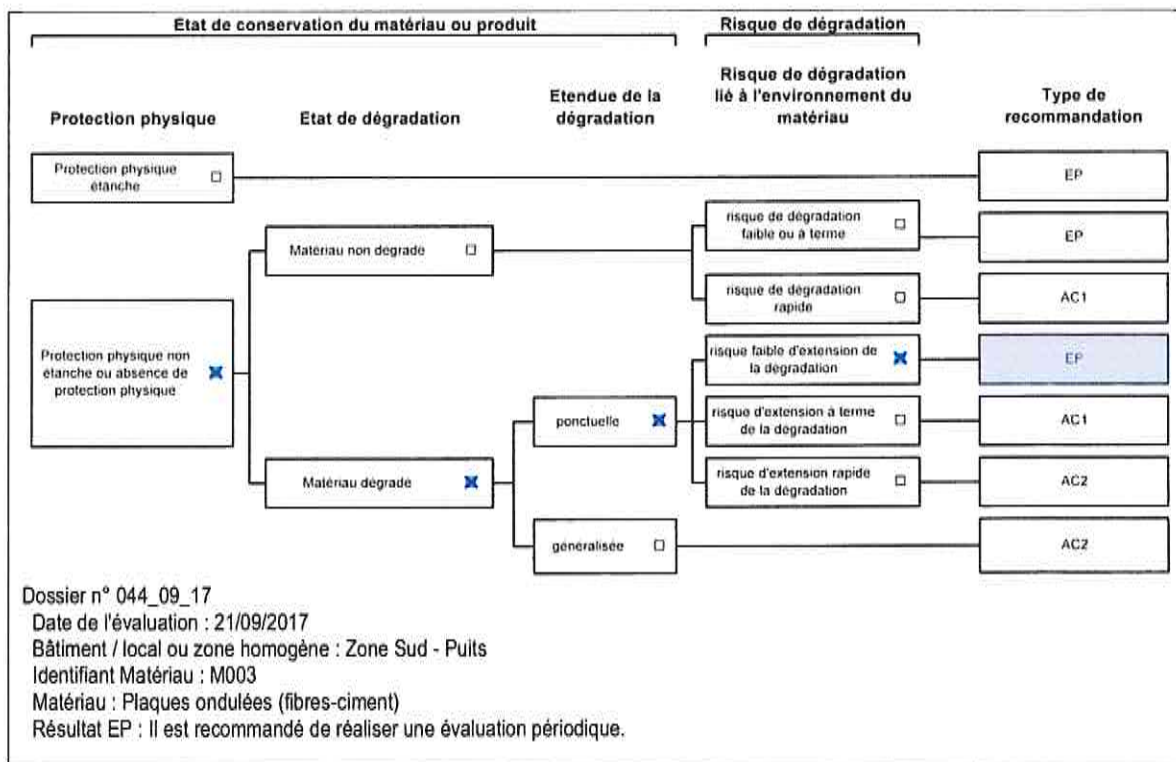 Etat de conservation du matériau ou produit
Risque de dégradation
Protection physique
Etat de dégradation
Etendue de la
dégradation
Risque de dégradation
lié à l'environnement du
matériau
Type de
recommandation
Protection physique
étanche
EP
Matériau non dégradé
risque de dégradation
faible ou à terme
EP
risque de dégradation
rapide
AC1
Protection physique non
étanche ou absence de
protection physique
risque faible d'extension de
la dégradation
EP
ponctuelle
risque d'extension à terme
de la dégradation
AC1
Matériau dégradé
risque d'extension rapide
de la dégradation
AC2
généralisée
AC2
Dossier n° 044_09_17
Date de l'évaluation : 21/09/2017
Bâtiment / local ou zone homogène : Zone Sud - Puits
Identifiant Matériau : M003
Matériau : Plaques ondulées (fibres-ciment)
Résultat EP : Il est recommandé de réaliser une évaluation périodique.